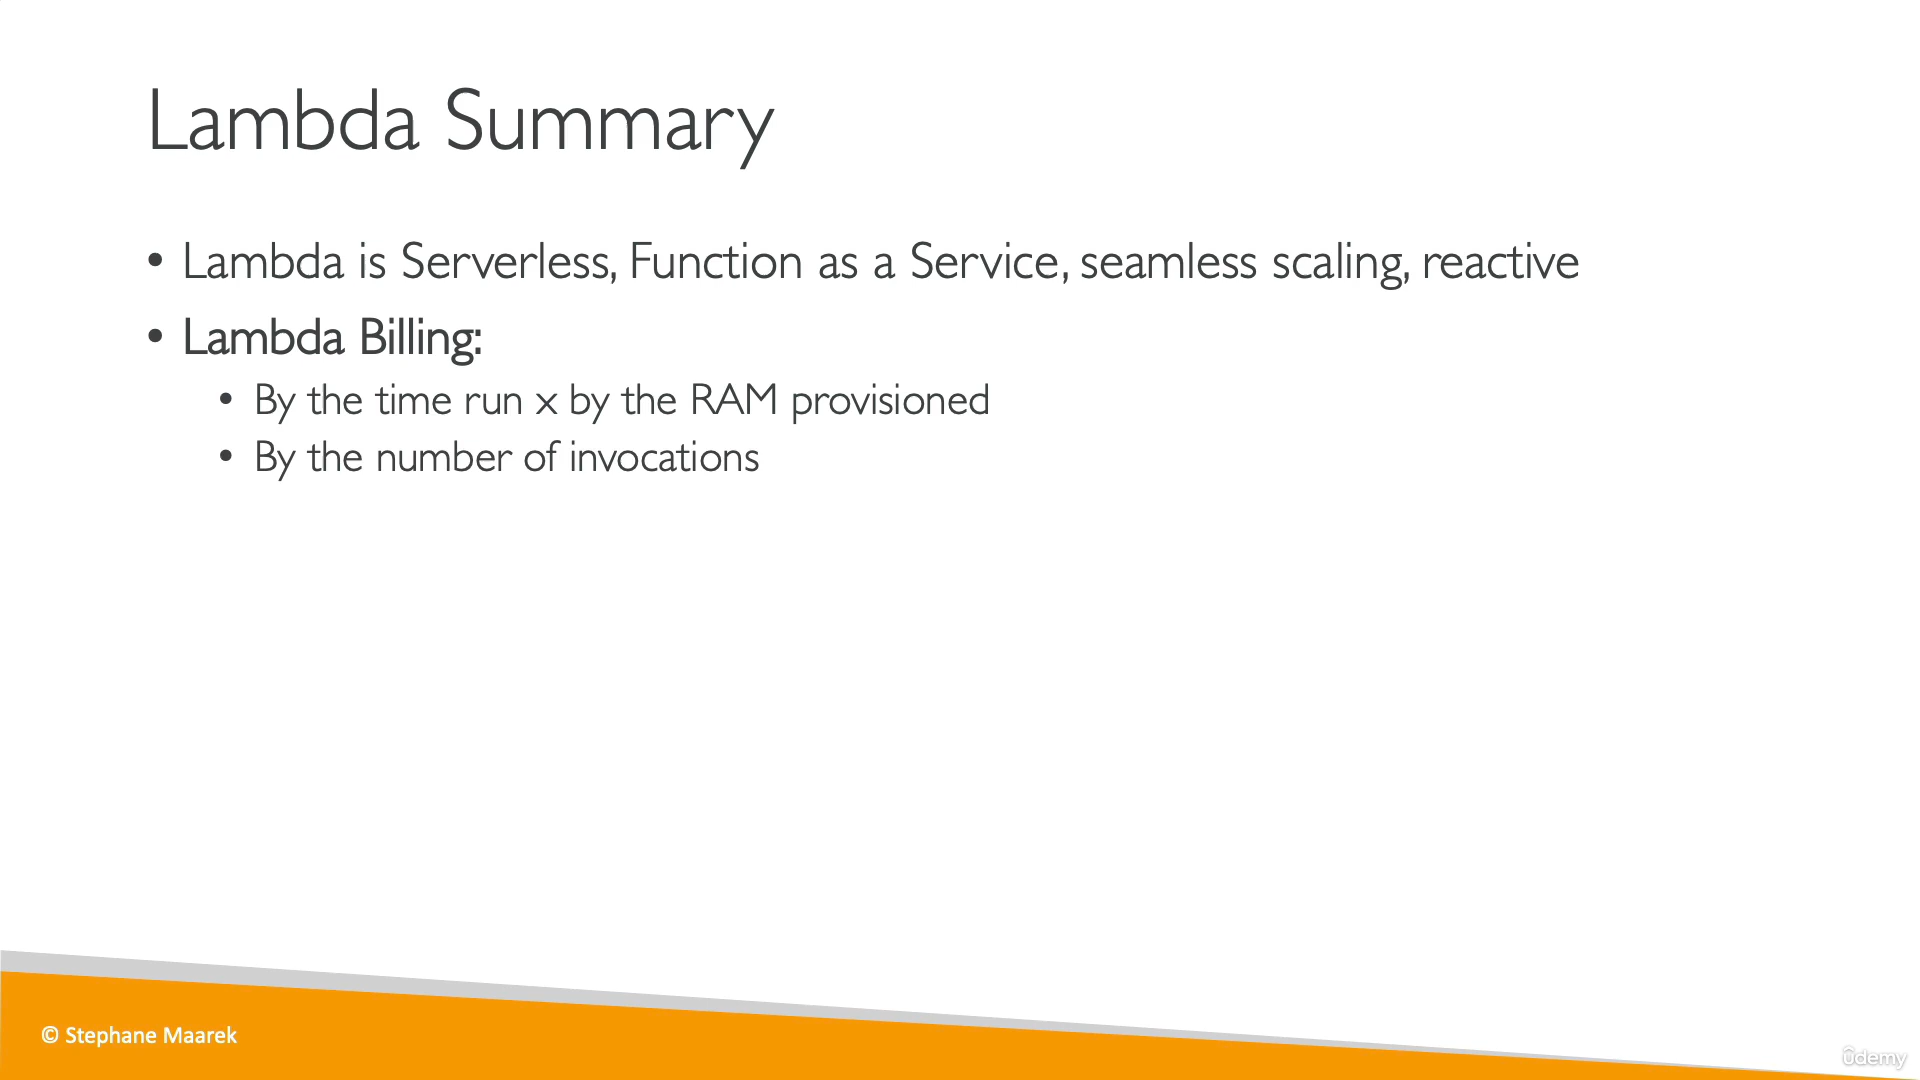 Lambda Summary
• Lambda is Serverless, Function as a Service, seamless scaling, reactive
• Lambda Billing:
• By the time run x by the RAM provisioned
• By the number of invocations
© Stephane Maarek
ûdemy